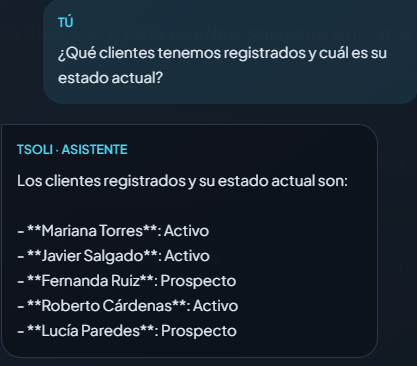 TÚ
¿Qué clientes tenemos registrados y cuál es su
estado actual?
TSOLI · ASISTENTE
Los clientes registrados y su estado actual son:
- **Mariana Torres**: Activo
- **Javier Salgado**: Activo
- **Fernanda Ruiz**: Prospecto
- **Roberto Cárdenas**: Activo
- **Lucía Paredes**: Prospecto